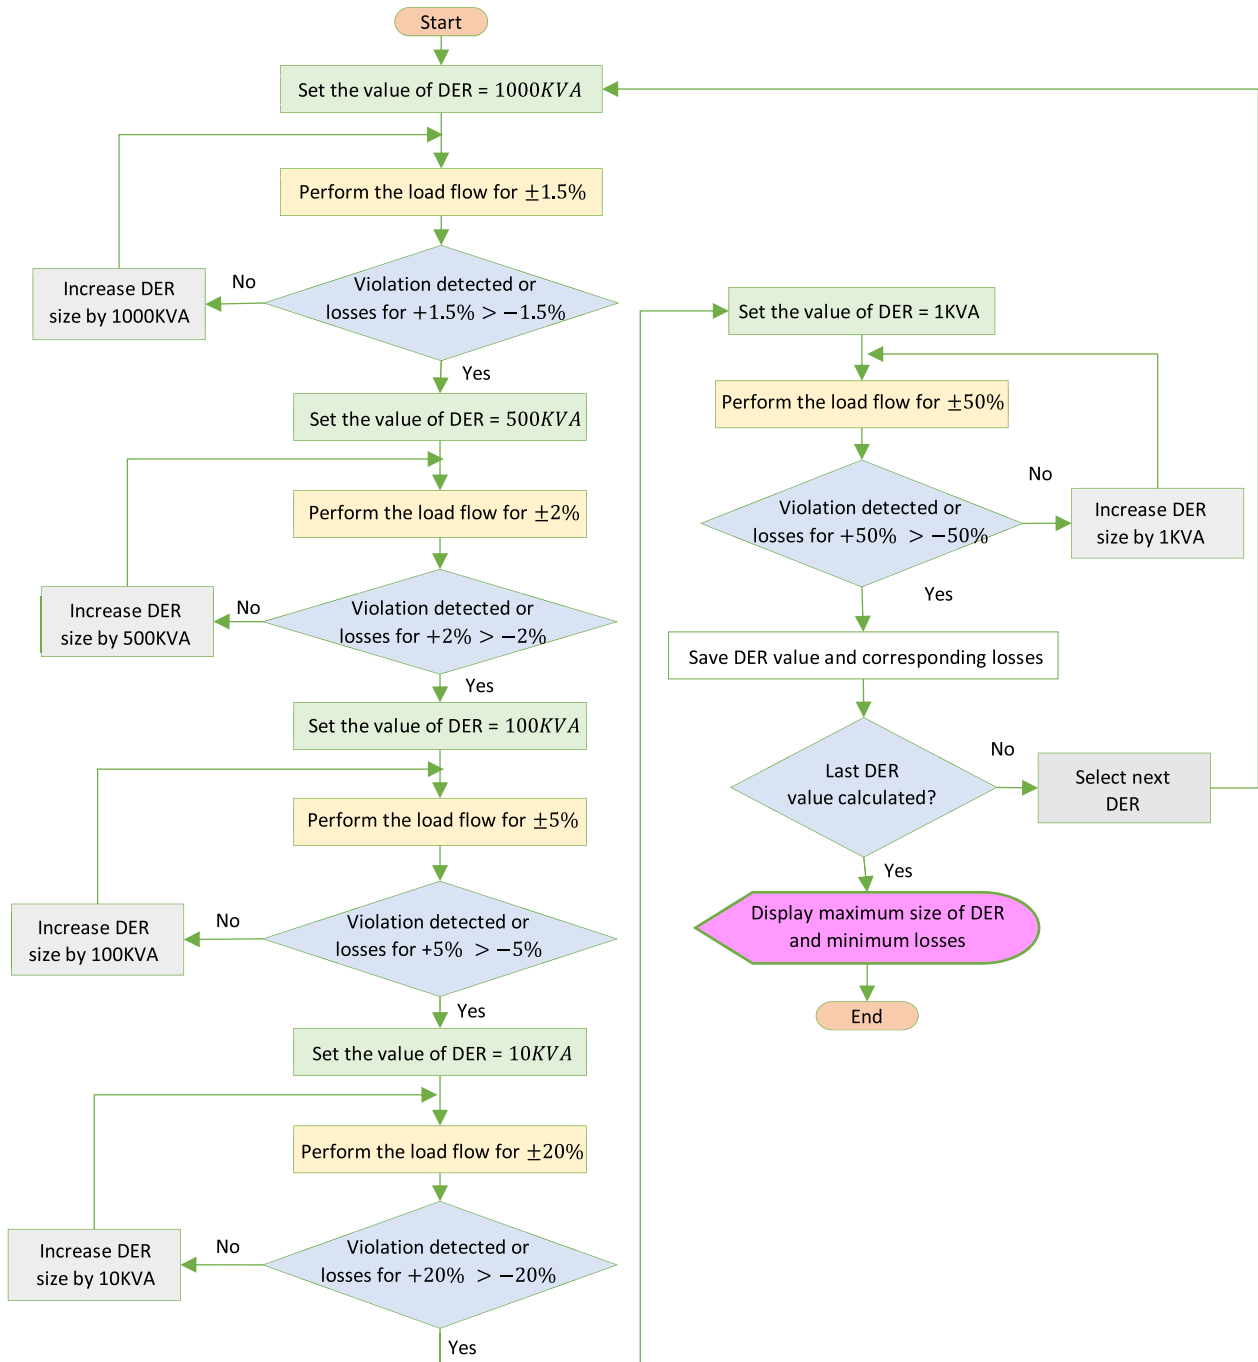 Start
Set the value of DER = 1000KVA
Perform the load flow for ±1.5%
Violation detected or
losses for +1.5% > −1.5%
No
Increase DER
size by 1000KVA
Yes
Set the value of DER = 500KVA
Perform the load flow for ±2%
Violation detected or
losses for +2% > −2%
No
Increase DER
size by 500KVA
Yes
Set the value of DER = 100KVA
Perform the load flow for ±5%
Violation detected or
losses for +5% > −5%
No
Increase DER
size by 100KVA
Yes
Set the value of DER = 10KVA
Perform the load flow for ±20%
Violation detected or
losses for +20% > −20%
No
Increase DER
size by 10KVA
Yes
Set the value of DER = 1KVA
Perform the load flow for ±50%
Violation detected or
losses for +50% > −50%
No
Increase DER
size by 1KVA
Yes
Save DER value and corresponding losses
Last DER
value calculated?
No
Select next
DER
Yes
Display maximum size of DER
and minimum losses
End